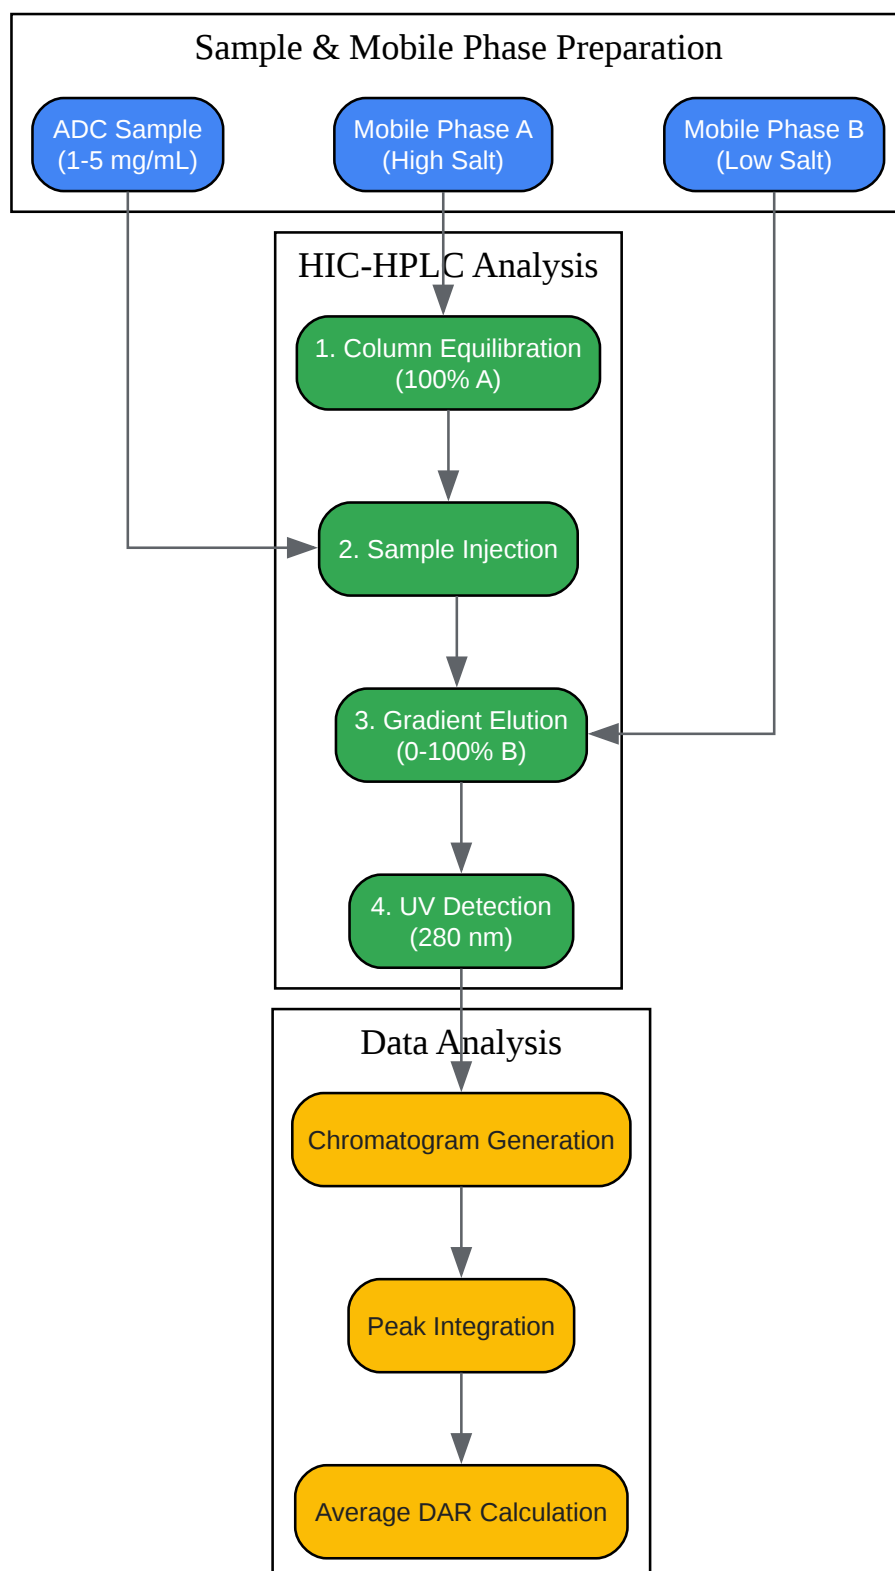 Sample & Mobile Phase Preparation
ADC Sample
(1-5 mg/mL)
Mobile Phase A
(High Salt)
Mobile Phase B
(Low Salt)
HIC-HPLC Analysis
1. Column Equilibration
(100% A)
2. Sample Injection
3. Gradient Elution
(0-100% B)
4. UV Detection
(280 nm)
Data Analysis
Chromatogram Generation
Peak Integration
Average DAR Calculation